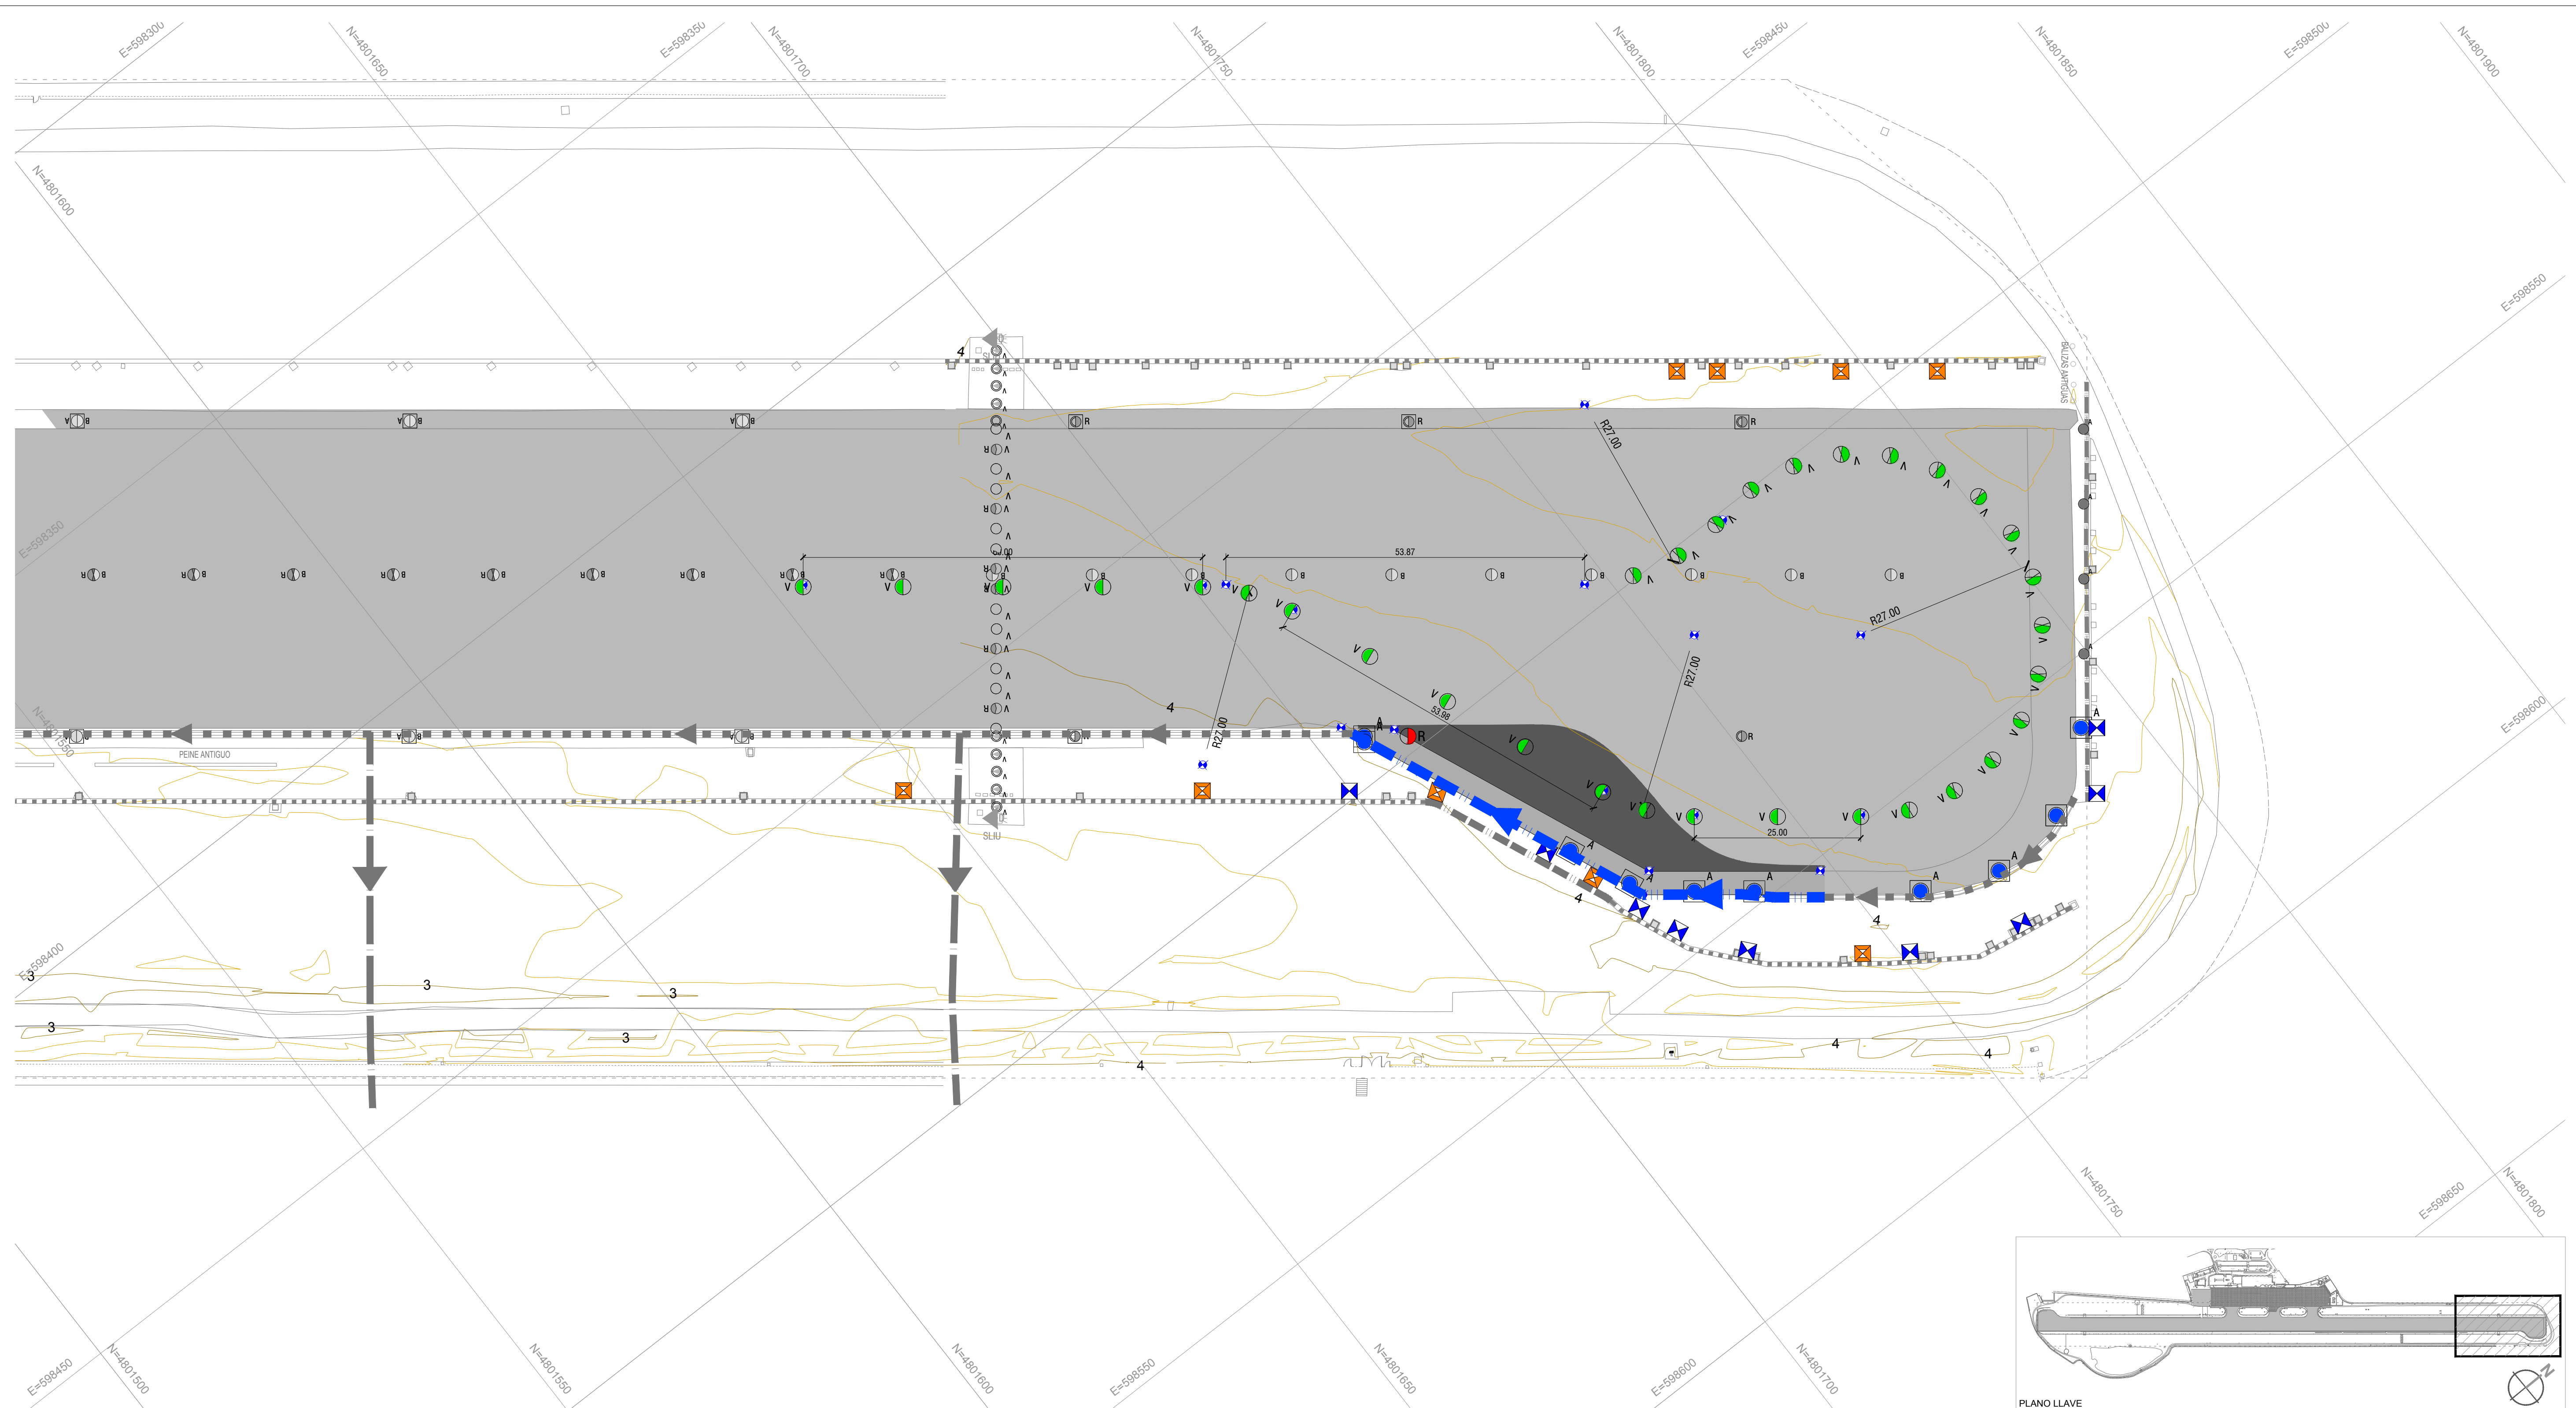 E=598300
N=4801650
E=598350
N=4801700
N=4801750
N=4801800
E=598450
N=4801850
E=598500
N=4801900
N=4801600
E=598550
BALIZAS ANTIGUAS
4
R27.00
53.87
E=598350
R27.00
R27.00
R27.00
53.98
4
25.00
PEINE ANTIGUO
SLIU
E=598600
R
A
V
B
4
4
E=598400
3
3
3
3
3
4
4
4
N=4801750
N=4801800
E=598650
E=598450
N=4801500
N=4801550
N=4801600
E=598550
N=4801650
E=598600
N=4801700
N
PLANO LLAVE